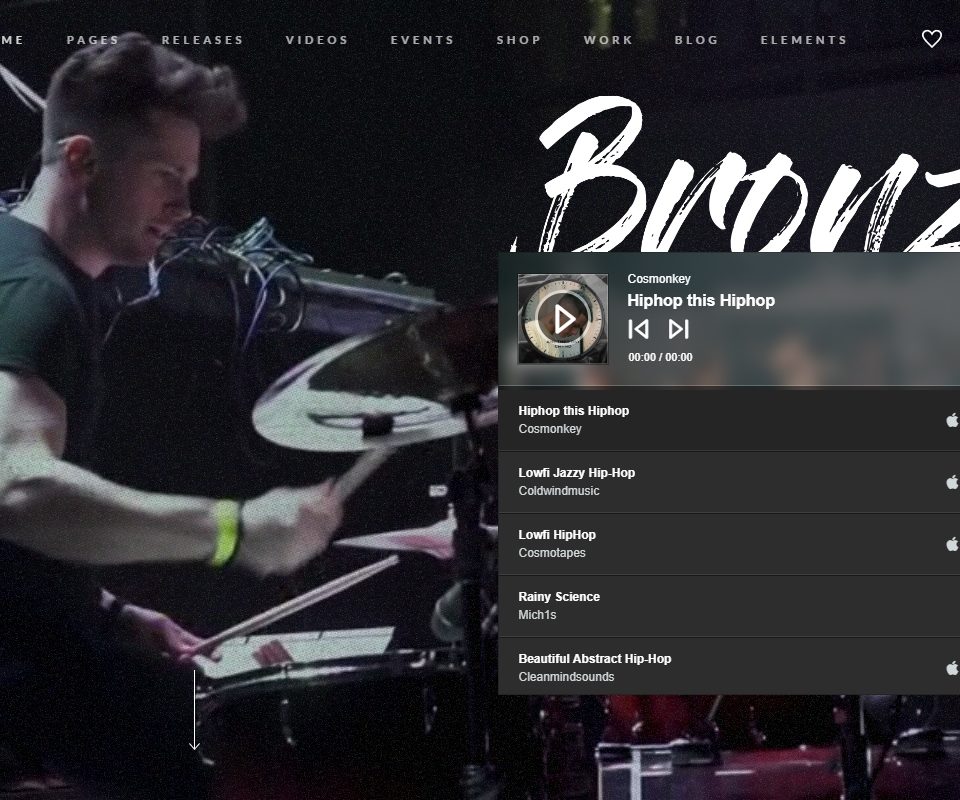 ME PAGES RELEASES VIDEOS EVENTS SHOP WORK BLOG ELEMENTS
Bronz
Cosmonkey
Hiphop this Hiphop
00:00 / 00:00
Hiphop this Hiphop
Cosmonkey
Lowfi Jazzy Hip-Hop
Coldwindmusic
Lowfi HipHop
Cosmotapes
Rainy Science
Mich1s
Beautiful Abstract Hip-Hop
Cleanmindsounds